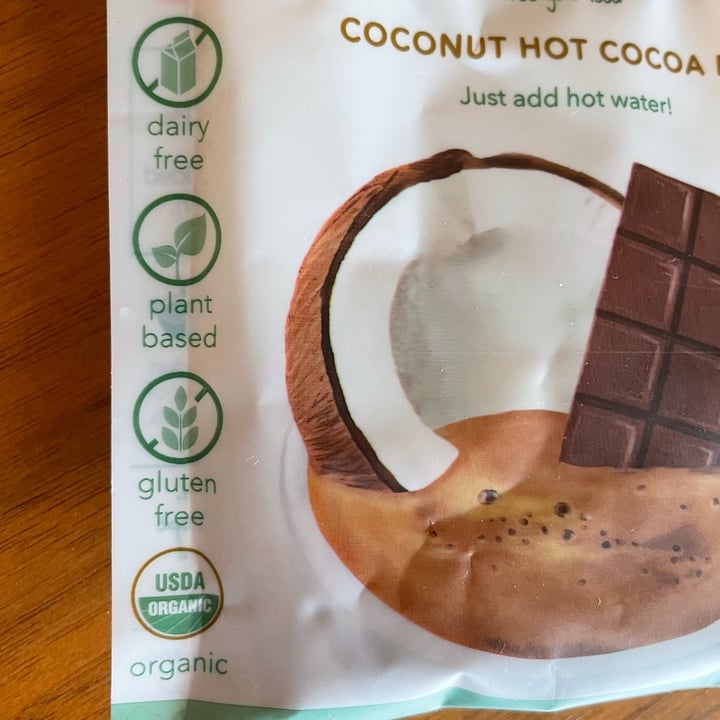 COCONUT HOT COCOA
Just add hot water!
dairy
free
plant
based
gluten
free
USDA
ORGANIC
organic